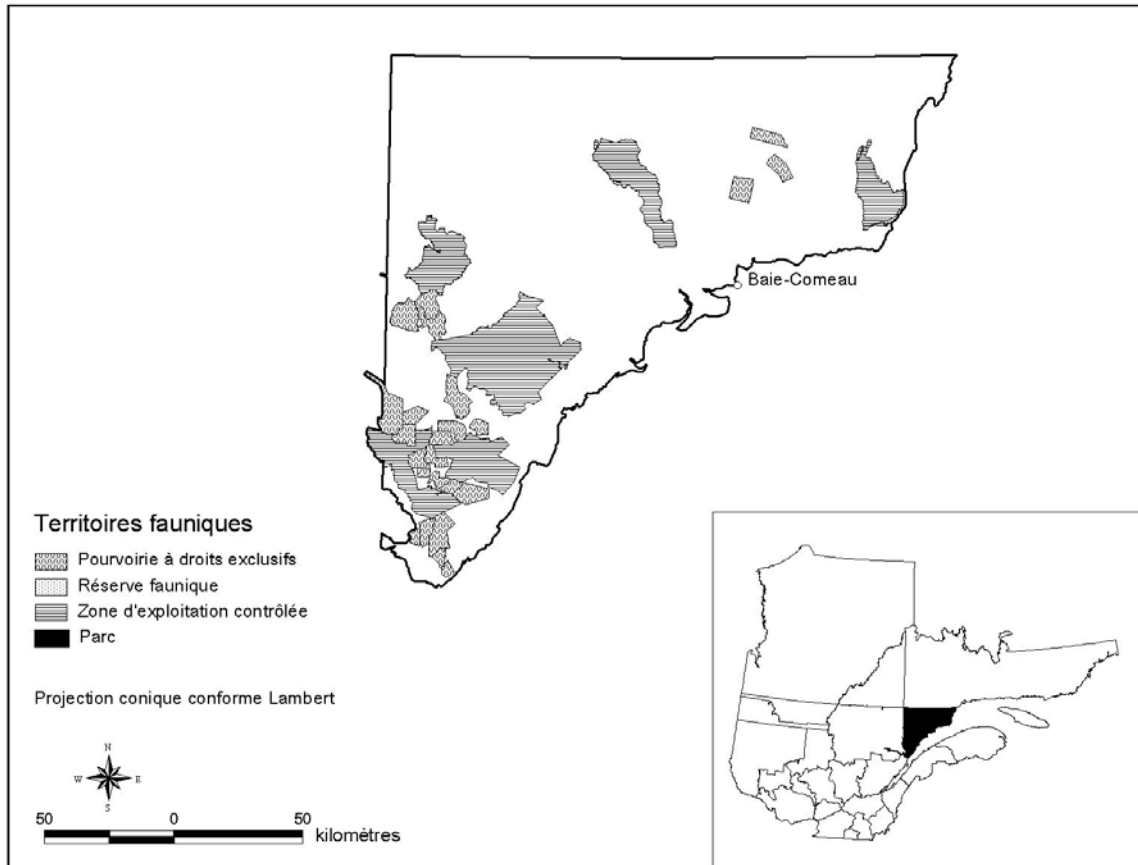 Baie-Comeau
Territoires fauniques
Pourvoirie à droits exclusifs
Réserve faunique
Zone d'exploitation contrôlée
Parc
Projection conique conforme Lambert
N
W E
S
50 0 50
kilomètres